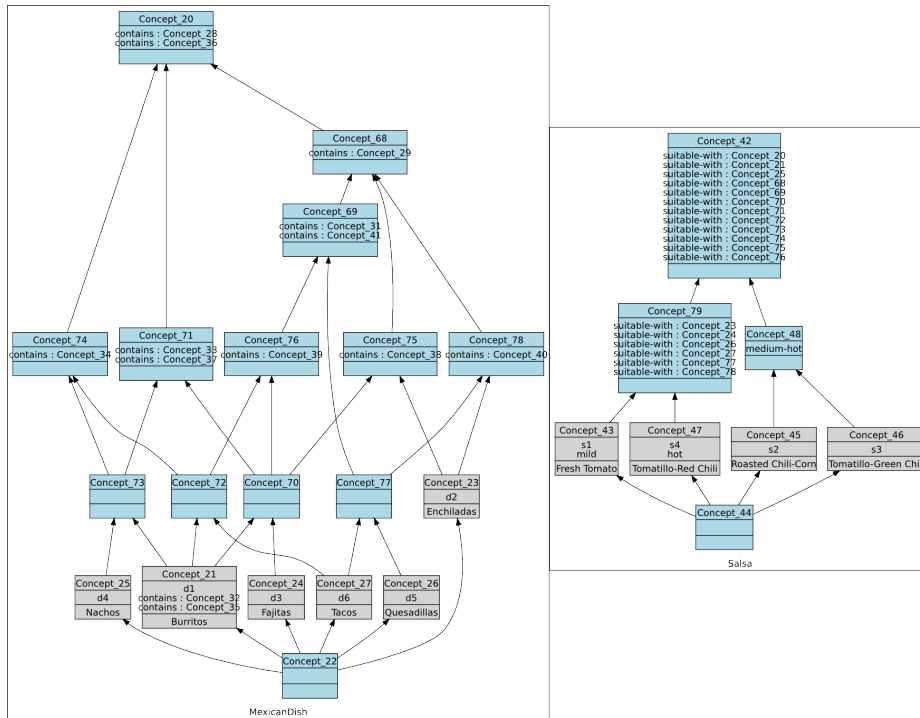 Concept_20
contains : Concept_28
contains : Concept_36
Concept_68
contains : Concept_29
Concept_69
contains : Concept_31
contains : Concept_41
Concept_74
contains : Concept_34
Concept_71
contains : Concept_33
contains : Concept_37
Concept_76
contains : Concept_39
Concept_75
contains : Concept_38
Concept_78
contains : Concept_40
Concept_73
Concept_72
Concept_70
Concept_77
Concept_23
d2
Enchiladas
Concept_25
d4
Nachos
Concept_21
d1
contains : Concept_32
contains : Concept_35
Burritos
Concept_24
d3
Fajitas
Concept_27
d6
Tacos
Concept_26
d5
Quesadillas
Concept_22
MexicanDish
Concept_42
suitable-with : Concept_20
suitable-with : Concept_21
suitable-with : Concept_25
suitable-with : Concept_68
suitable-with : Concept_69
suitable-with : Concept_70
suitable-with : Concept_71
suitable-with : Concept_72
suitable-with : Concept_73
suitable-with : Concept_74
suitable-with : Concept_75
suitable-with : Concept_76
Concept_79
suitable-with : Concept_23
suitable-with : Concept_24
suitable-with : Concept_26
suitable-with : Concept_27
suitable-with : Concept_77
suitable-with : Concept_78
Concept_48
medium-hot
Concept_43
s1
mild
Fresh Tomato
Concept_47
s4
hot
Tomatillo-Red Chili
Concept_45
s2
Roasted Chili-Corn
Concept_46
s3
Tomatillo-Green Chi
Concept_44
Salsa